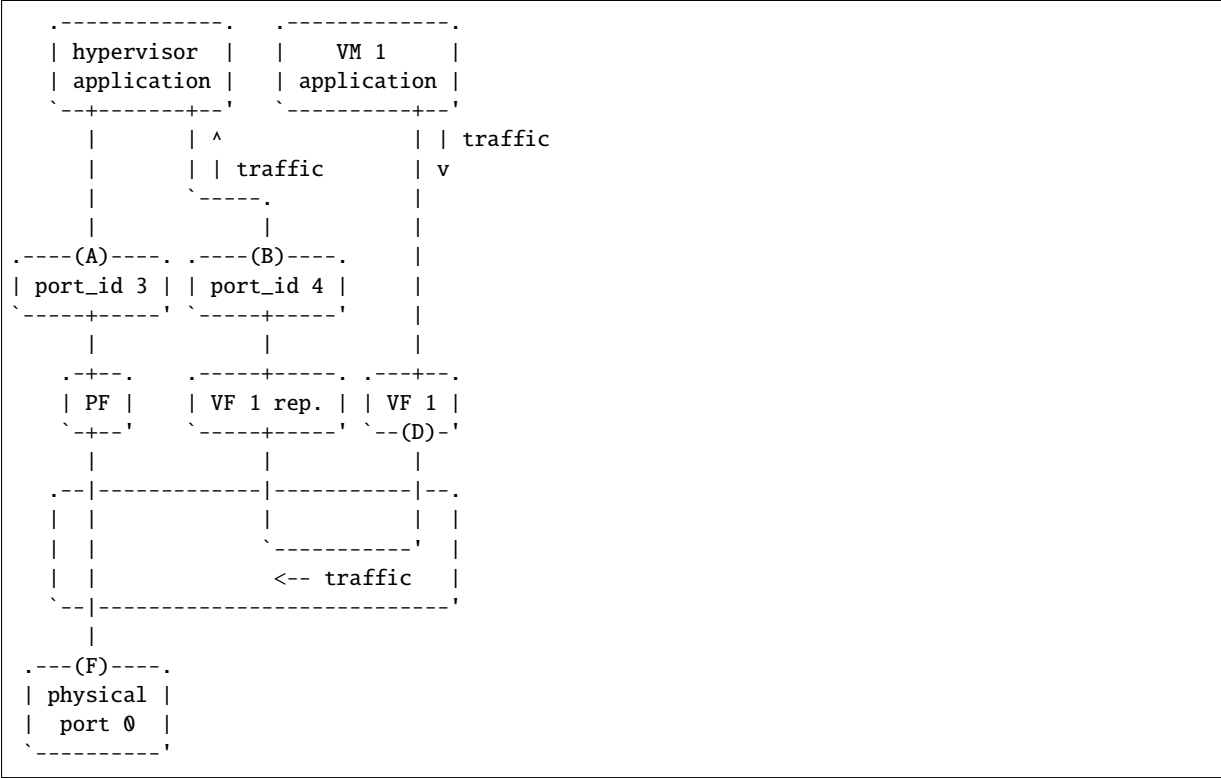 .-------------.   .-------------.
   | hypervisor  |   |    VM 1     |
   | application |   | application |
   `--+-------+--'   `----------+--'
      |       | ^               | | traffic
      |       | | traffic       | v
      |       `-----.           |
      |             |           |
.----(A)----. .----(B)----.     |
| port_id 3 | | port_id 4 |     |
`-----+-----' `-----+-----'     |
      |             |           |
    .-+--.    .-----+-----. .---+--.
    | PF |    | VF 1 rep. | | VF 1 |
    `-+--'    `-----+-----' `--(D)-'
      |             |           |
   .--|-------------|-----------|--.
   |  |             |           |  |
   |  |             `-----------'  |
   |  |              <-- traffic   |
   `--|----------------------------'
      |
 .---(F)----.
 | physical |
 |  port 0  |
 `----------'